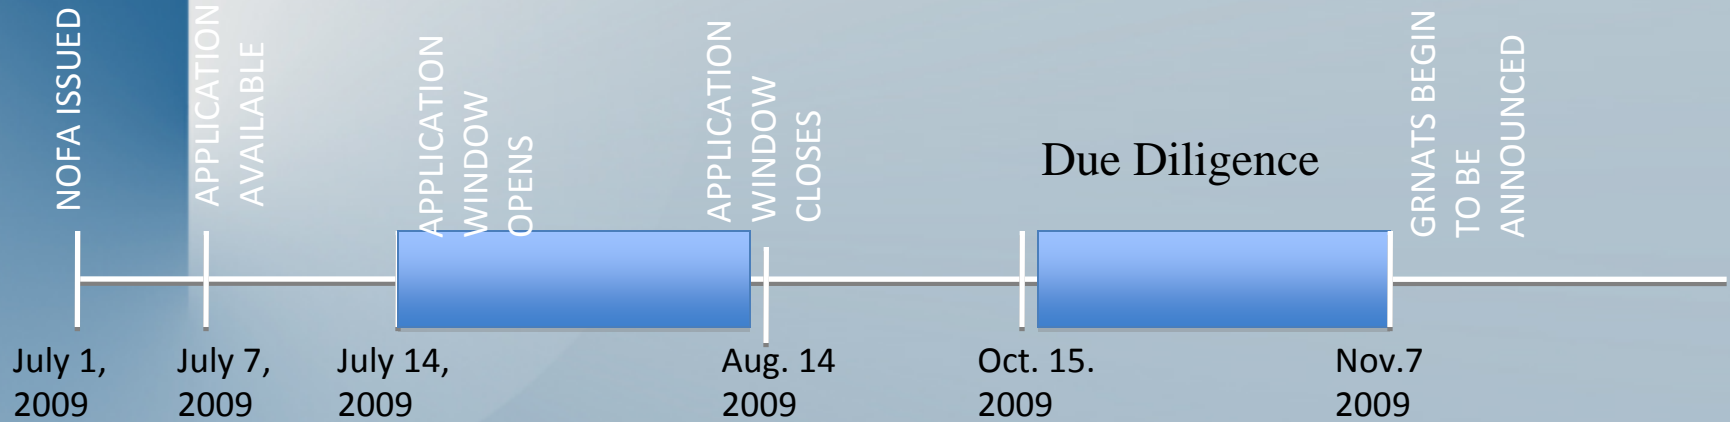 NOFA ISSUED
APPLICATION
AVAILABLE
APPLICATION
WINDOW
OPENS
APPLICATION
WINDOW
CLOSES
Due Diligence
GRNATS BEGIN
TO BE
ANNOUNCED
July 1,
2009
July 7,
2009
July 14,
2009
Aug. 14
2009
Oct. 15.
2009
Nov.7
2009